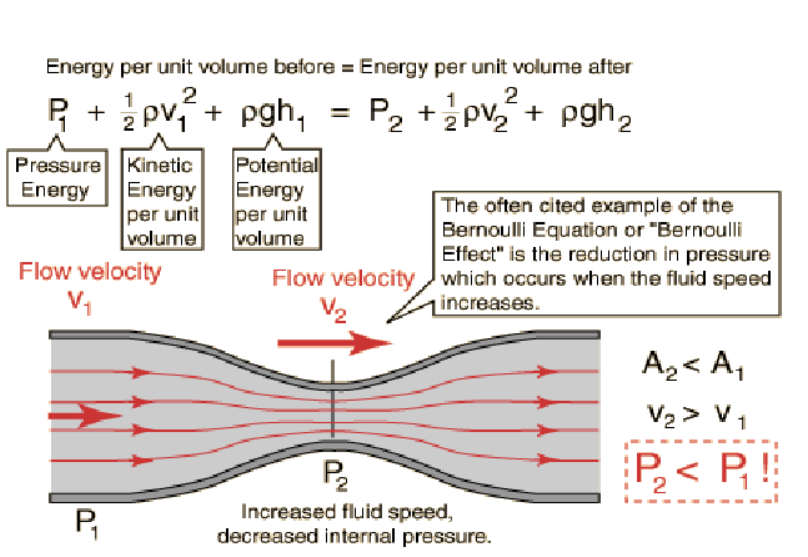 Energy per unit volume before = Energy per unit volume after
P₁ + ½ρv₁² + ρgh₁ = P₂ + ½ρv₂² + ρgh₂
Pressure
Energy
Kinetic
Energy
per unit
volume
Potential
Energy
per unit
volume
The often cited example of the
Bernoulli Equation or "Bernoulli
Effect" is the reduction in pressure
which occurs when the fluid speed
increases.
Flow velocity
v₁
Flow velocity
v₂
A₂ < A₁
v₂ > v₁
P₂ < P₁!
P₁
P₂
Increased fluid speed,
decreased internal pressure.